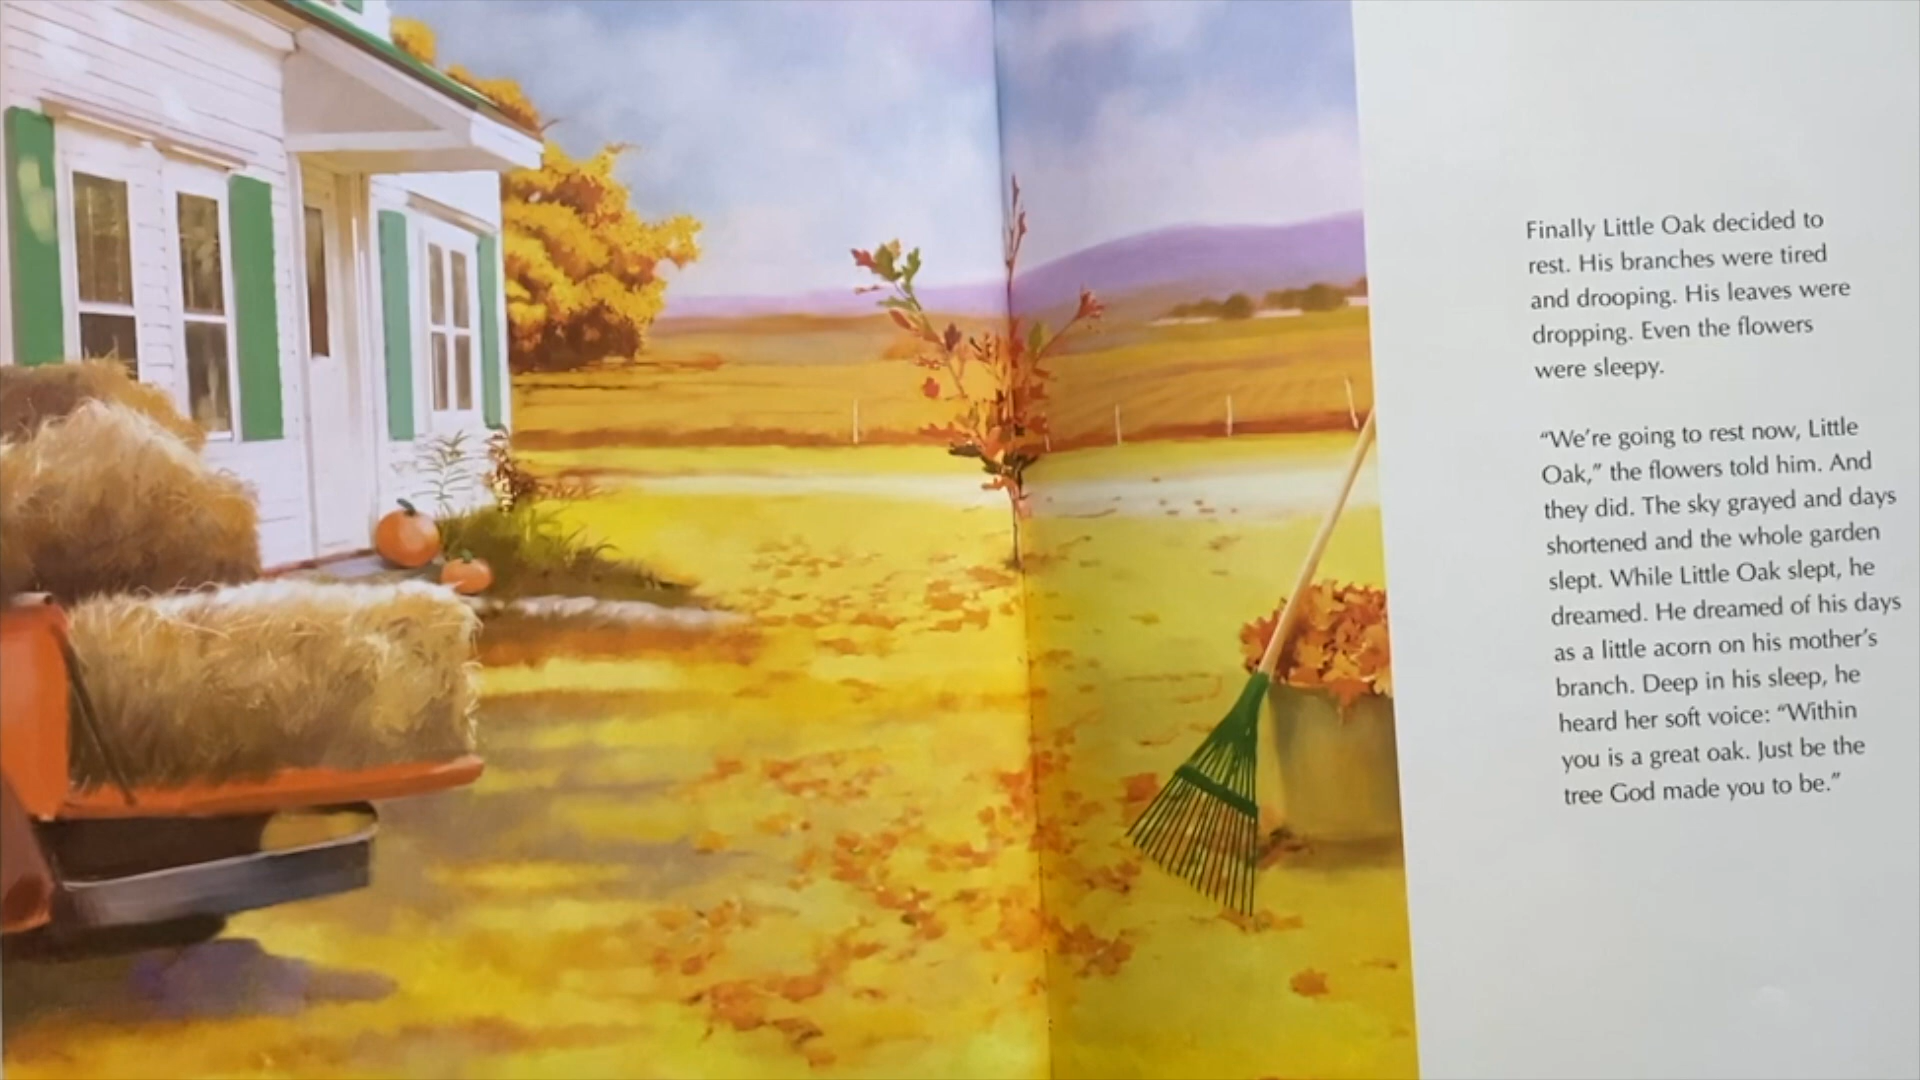 Finally Little Oak decided to
rest. His branches were tired
and drooping. His leaves were
dropping. Even the flowers
were sleepy.
“We’re going to rest now, Little
Oak,” the flowers told him. And
they did. The sky grayed and days
shortened and the whole garden
slept. While Little Oak slept, he
dreamed. He dreamed of his days
as a little acorn on his mother’s
branch. Deep in his sleep, he
heard her soft voice: “Within
you is a great oak. Just be the
tree God made you to be.”